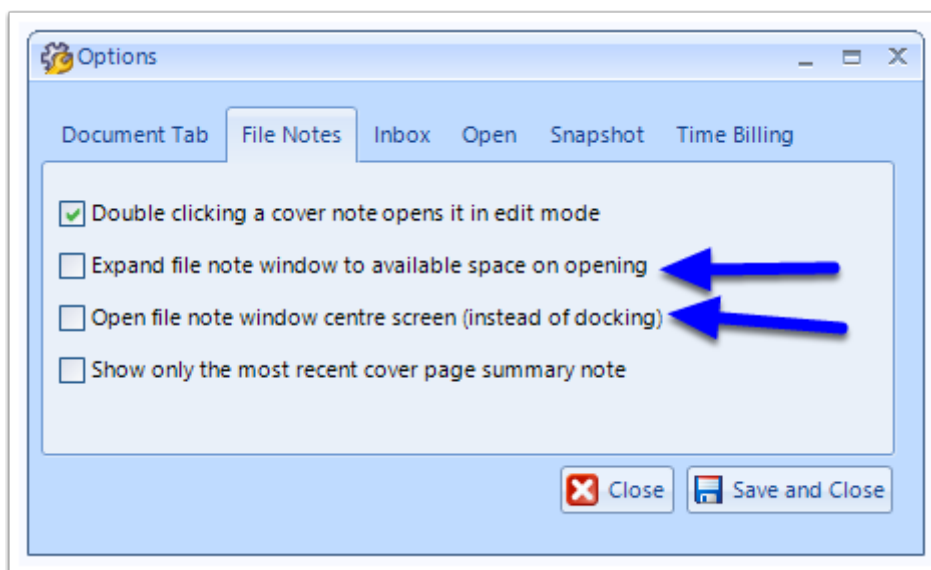 Options
Document Tab File Notes Inbox Open Snapshot Time Billing
Double clicking a cover note opens it in edit mode
Expand file note window to available space on opening
Open file note window centre screen (instead of docking)
Show only the most recent cover page summary note
Close Save and Close